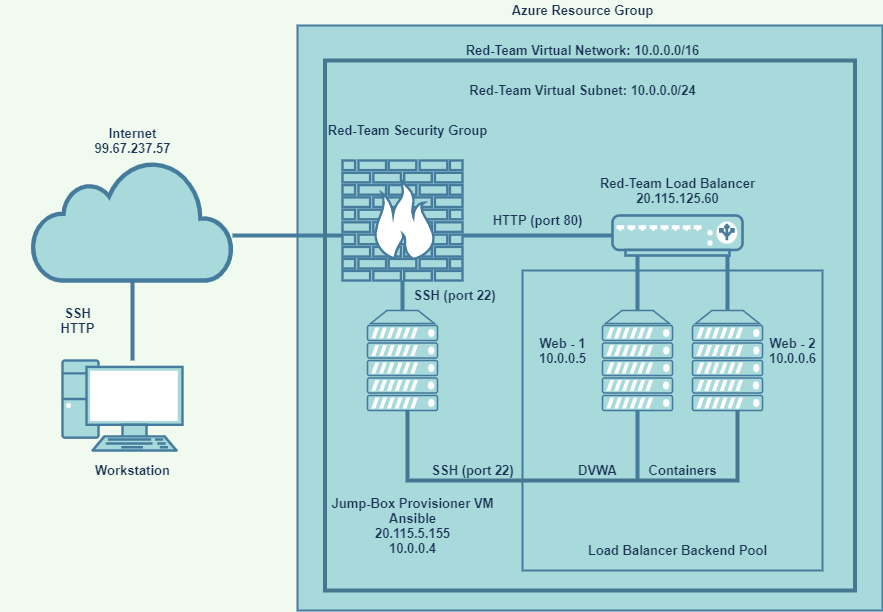 Azure Resource Group
Red-Team Virtual Network: 10.0.0.0/16
Red-Team Virtual Subnet: 10.0.0.0/24
Internet
99.67.237.57
Red-Team Security Group
Red-Team Load Balancer
20.115.125.60
HTTP (port 80)
SSH (port 22)
SSH
HTTP
Web - 1
10.0.0.5
Web - 2
10.0.0.6
Workstation
SSH (port 22)
DVWA
Containers
Jump-Box Provisioner VM
Ansible
20.115.5.155
10.0.0.4
Load Balancer Backend Pool